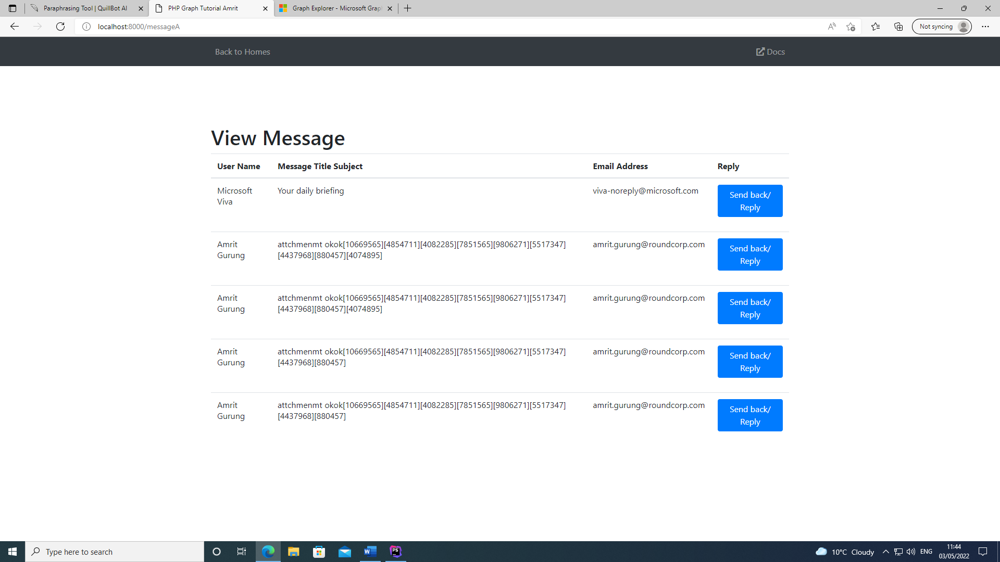 Paraphrasing Tool | QuillBot AI
PHP Graph Tutorial Amrit
Graph Explorer - Microsoft Grap
localhost:8000/messageA
Not syncing
Back to Homes
Docs
View Message
User Name Message Title Subject Email Address Reply
Microsoft Your daily briefing viva-noreply@microsoft.com Send back/
Viva Reply
Amrit attchmenmt okok[10669565][4854711][4082285][7851565][9806271][5517347] amrit.gurung@roundcorp.com Send back/
Gurung [4437968][880457][4074895] Reply
Amrit attchmenmt okok[10669565][4854711][4082285][7851565][9806271][5517347] amrit.gurung@roundcorp.com Send back/
Gurung [4437968][880457][4074895] Reply
Amrit attchmenmt okok[10669565][4854711][4082285][7851565][9806271][5517347] amrit.gurung@roundcorp.com Send back/
Gurung [4437968][880457] Reply
Amrit attchmenmt okok[10669565][4854711][4082285][7851565][9806271][5517347] amrit.gurung@roundcorp.com Send back/
Gurung [4437968][880457] Reply
Type here to search
W
PS
10°C Cloudy
ENG
11:44
03/05/2022